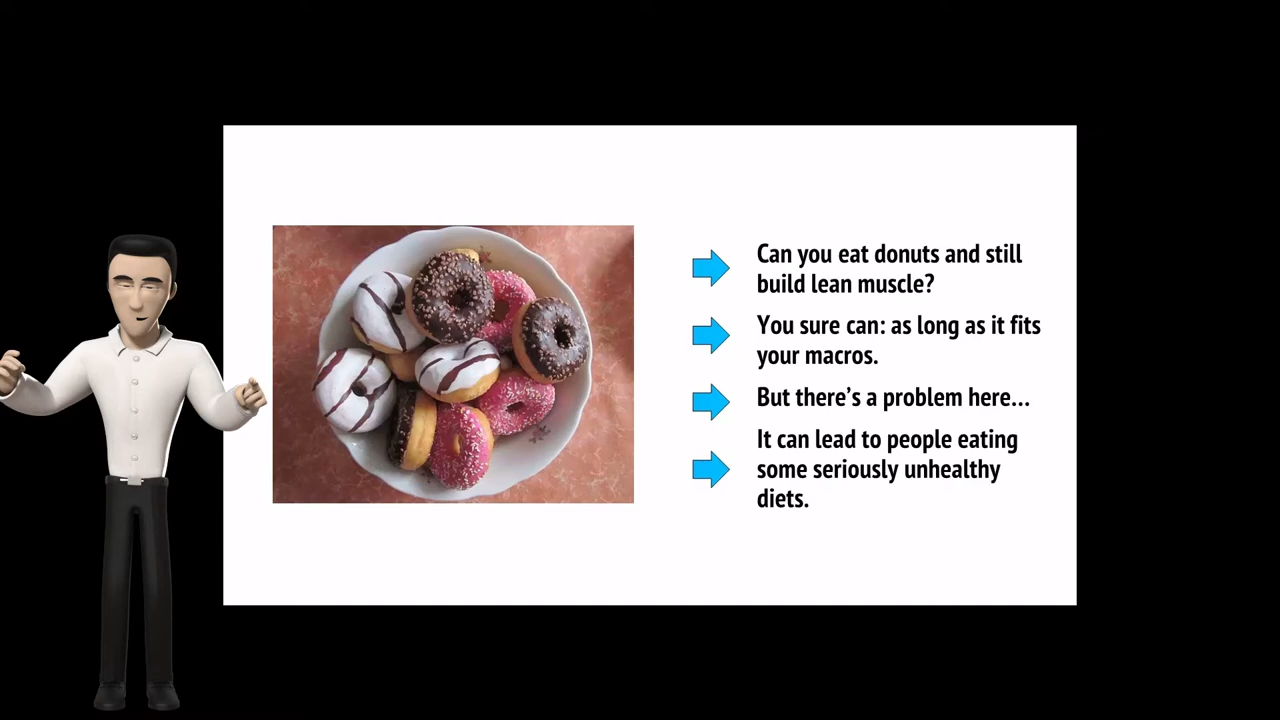 Can you eat donuts and still
build lean muscle?
You sure can: as long as it fits
your macros.
But there’s a problem here...
It can lead to people eating
some seriously unhealthy
diets.